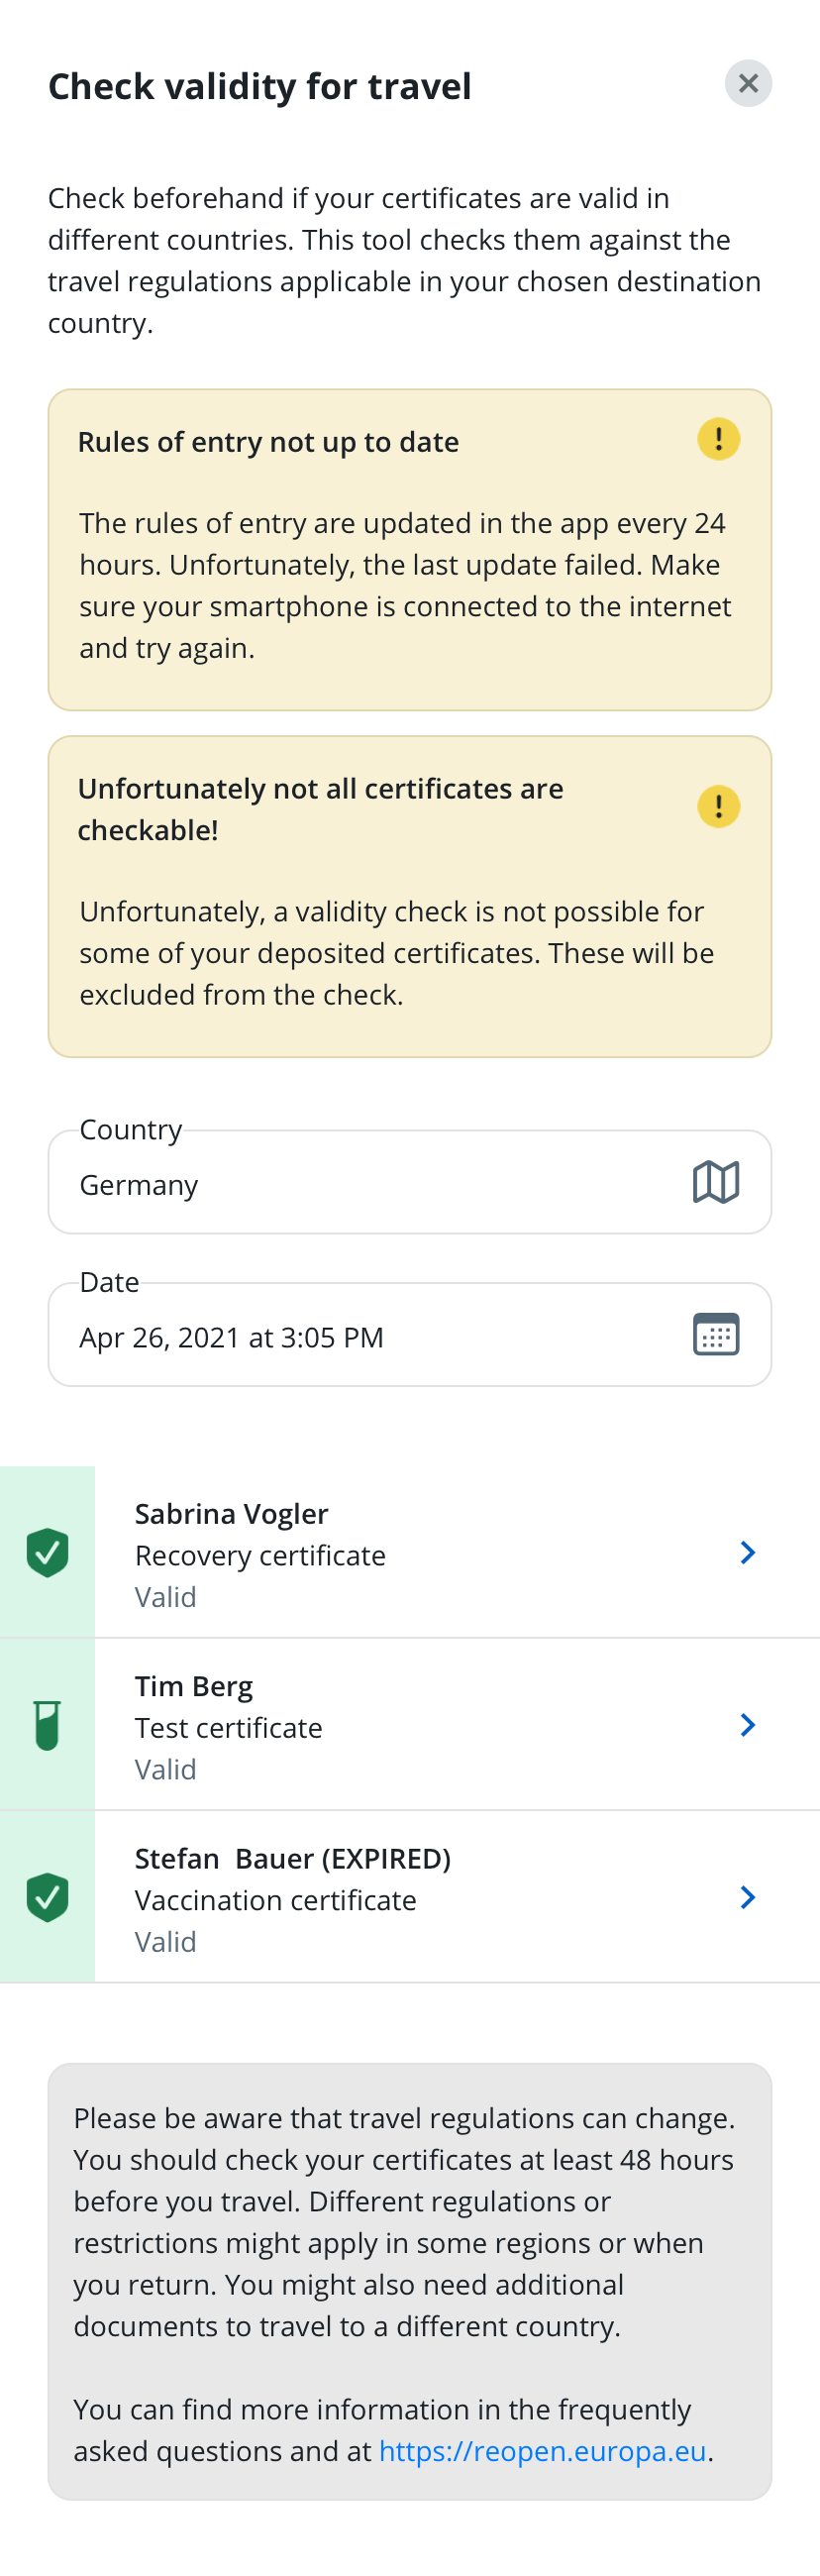 Check validity for travel
Check beforehand if your certificates are valid in
different countries. This tool checks them against the
travel regulations applicable in your chosen destination
country.
Rules of entry not up to date
The rules of entry are updated in the app every 24
hours. Unfortunately, the last update failed. Make
sure your smartphone is connected to the internet
and try again.
Unfortunately not all certificates are
checkable!
Unfortunately, a validity check is not possible for
some of your deposited certificates. These will be
excluded from the check.
Country
Germany
Date
Apr 26, 2021 at 3:05 PM
Sabrina Vogler
Recovery certificate
Valid
Tim Berg
Test certificate
Valid
Stefan  Bauer (EXPIRED)
Vaccination certificate
Valid
Please be aware that travel regulations can change.
You should check your certificates at least 48 hours
before you travel. Different regulations or
restrictions might apply in some regions or when
you return. You might also need additional
documents to travel to a different country.
You can find more information in the frequently
asked questions and at https://reopen.europa.eu.